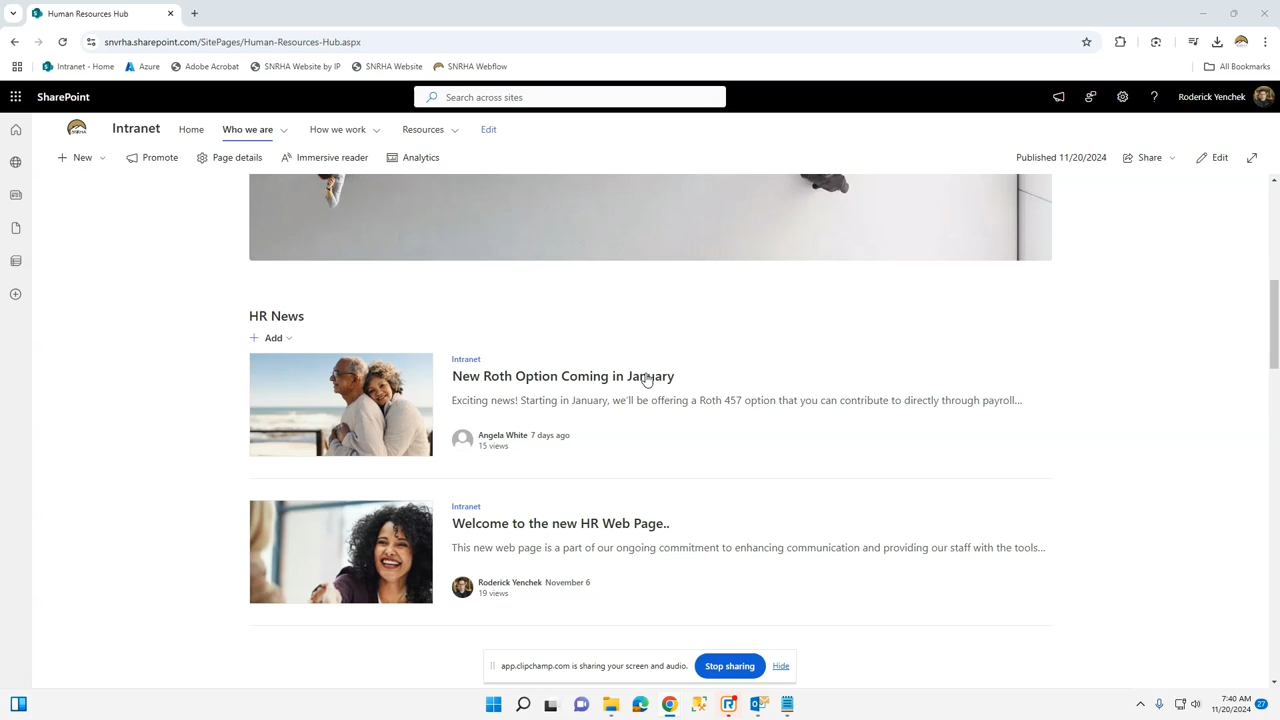 Human Resources Hub
snvrha.sharepoint.com/SitePages/Human-Resources-Hub.aspx
Intranet - Home
Azure
Adobe Acrobat
SNRHA Website by IP
SNRHA Website
SNRHA Webflow
All Bookmarks
SharePoint
Search across sites
Roderick Yenchek
SNRHA
Intranet
Home
Who we are
How we work
Resources
Edit
New
Promote
Page details
Immersive reader
Analytics
Published 11/20/2024
Share
Edit
HR News
Add
Intranet
New Roth Option Coming in January
Exciting news! Starting in January, we'll be offering a Roth 457 option that you can contribute to directly through payroll...
Angela White 7 days ago
15 views
Intranet
Welcome to the new HR Web Page..
This new web page is a part of our ongoing commitment to enhancing communication and providing our staff with the tools...
Roderick Yenchek November 6
19 views
app.clipchamp.com is sharing your screen and audio.
Stop sharing
Hide
7:40 AM
11/20/2024
27